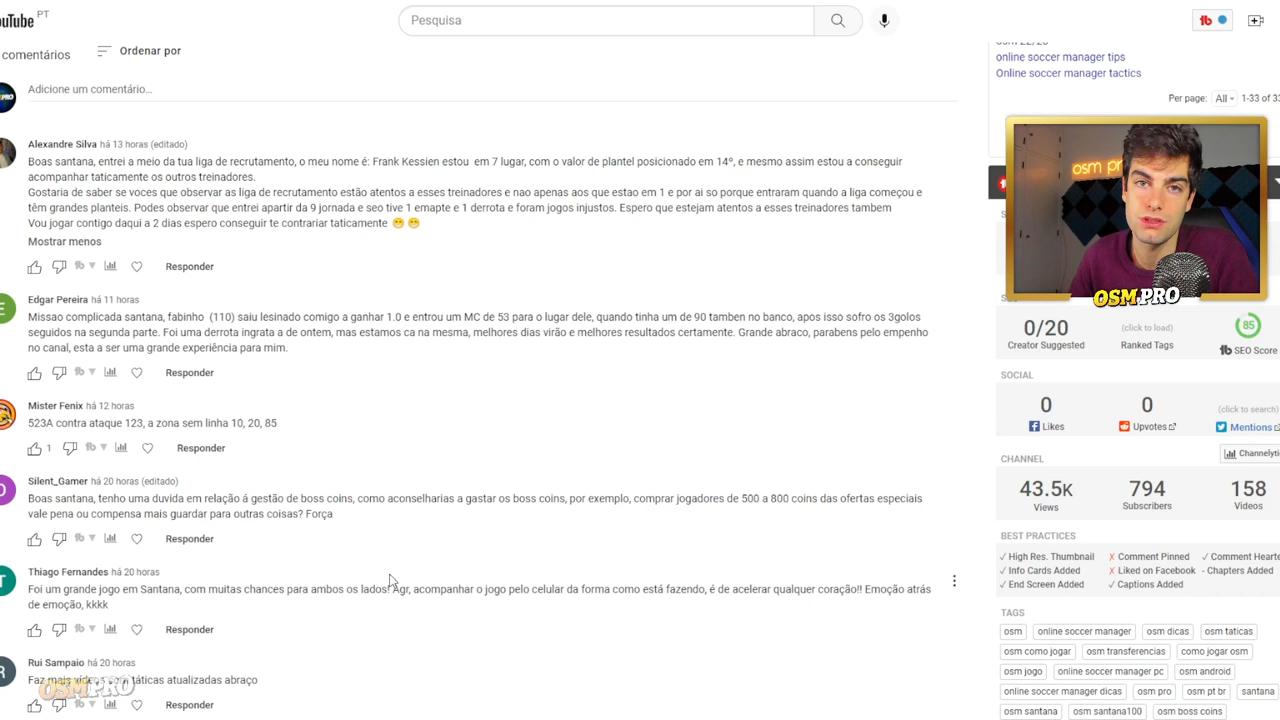 ouTube PT
Pesquisa
comentários
Ordenar por
Adicione um comentário...
Alexandre Silva há 13 horas (editado)
Boas santana, entrei a meio da tua liga de recrutamento, o meu nome é: Frank Kessien estou em 7 lugar, com o valor de plantel posicionado em 14º, e mesmo assim estou a conseguir
acompanhar taticamente os outros treinadores.
Gostaria de saber se voces que observar as liga de recrutamento estão atentos a esses treinadores e nao apenas aos que estao em 1 e por ai so porque entraram quando a liga começou e
têm grandes planteis. Podes observar que entrei apartir da 9 jornada e seo tive 1 emapte e 1 derrota e foram jogos injustos. Espero que estejam atentos a esses treinadores tambem
Vou jogar contigo daqui a 2 dias espero conseguir te contrariar taticamente 😁😁
Mostrar menos
Responder
E
Edgar Pereira há 11 horas
Missao complicada santana, fabinho (110) saiu lesinado comigo a ganhar 1.0 e entrou um MC de 53 para o lugar dele, quando tinha um de 90 tamben no banco, apos isso sofro os 3golos
seguidos na segunda parte. Foi uma derrota ingrata a de ontem, mas estamos ca na mesma, melhores dias virão e melhores resultados certamente. Grande abraco, parabens pelo empenho
no canal, esta a ser uma grande experiência para mim.
Responder
Mister Fenix há 12 horas
523A contra ataque 123, a zona sem linha 10, 20, 85
1
Responder
Silent_Gamer há 20 horas (editado)
Boas santana, tenho uma duvida em relação á gestão de boss coins, como aconselharias a gastar os boss coins, por exemplo, comprar jogadores de 500 a 800 coins das ofertas especiais
vale pena ou compensa mais guardar para outras coisas? Força
Responder
T
Thiago Fernandes há 20 horas
Foi um grande jogo em Santana, com muitas chances para ambos os lados! Agr, acompanhar o jogo pelo celular da forma como está fazendo, é de acelerar qualquer coração!! Emoção atrás
de emoção, kkkk
Responder
R
Rui Sampaio há 20 horas
Faz mais vídeos com táticas atualizadas abraço
OSM PRO
Responder
online soccer manager tips
Online soccer manager tactics
Per page: All 1-33 of 33
osm pr
OSM PRO
0/20
Creator Suggested
(click to load)
Ranked Tags
85
SEO Score
SOCIAL
0
Likes
0
Upvotes
(click to search)
Mentions
CHANNEL
Channelyti
43.5K
Views
794
Subscribers
158
Videos
BEST PRACTICES
✓ High Res. Thumbnail ✗ Comment Pinned ✓ Comment Hearte
✓ Info Cards Added ✗ Liked on Facebook - Chapters Added
✓ End Screen Added ✓ Captions Added
TAGS
osm online soccer manager osm dicas osm taticas
osm como jogar osm transferencias como jogar osm
osm jogo online soccer manager pc osm android
online soccer manager dicas osm pro osm pt br santana
osm santana osm santana100 osm boss coins